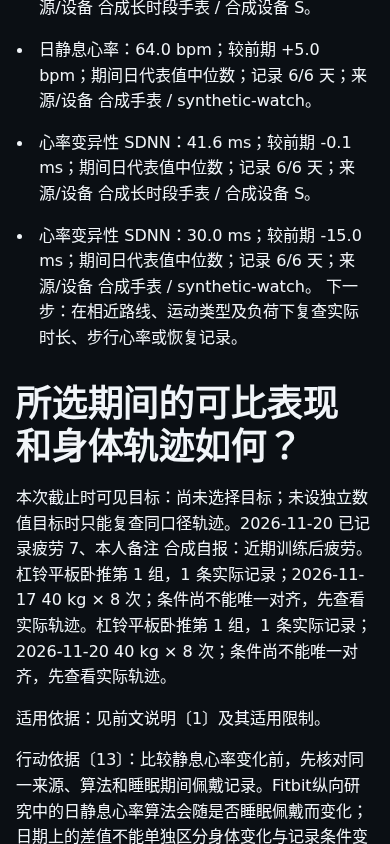 源/设备 合成长时段手表 / 合成设备 S。
• 日静息心率：64.0 bpm；较前期 +5.0
bpm；期间日代表值中位数；记录 6/6 天；来
源/设备 合成手表 / synthetic-watch。
• 心率变异性 SDNN：41.6 ms；较前期 -0.1
ms；期间日代表值中位数；记录 6/6 天；来
源/设备 合成长时段手表 / 合成设备 S。
• 心率变异性 SDNN：30.0 ms；较前期 -15.0
ms；期间日代表值中位数；记录 6/6 天；来
源/设备 合成手表 / synthetic-watch。 下一
步：在相近路线、运动类型及负荷下复查实际
时长、步行心率或恢复记录。
所选期间的可比表现
和身体轨迹如何？
本次截止时可见目标：尚未选择目标；未设独立数
值目标时只能复查同口径轨迹。2026-11-20 已记
录疲劳 7、本人备注 合成自报：近期训练后疲劳。
杠铃平板卧推第 1 组，1 条实际记录；2026-11-
17 40 kg × 8 次；条件尚不能唯一对齐，先查看
实际轨迹。杠铃平板卧推第 1 组，1 条实际记录；
2026-11-20 40 kg × 8 次；条件尚不能唯一对
齐，先查看实际轨迹。
适用依据：见前文说明〔1〕及其适用限制。
行动依据〔13〕：比较静息心率变化前，先核对同
一来源、算法和睡眠期间佩戴记录。Fitbit纵向研
究中的日静息心率算法会随是否睡眠佩戴而变化；
日期上的差值不能单独区分身体变化与记录条件变